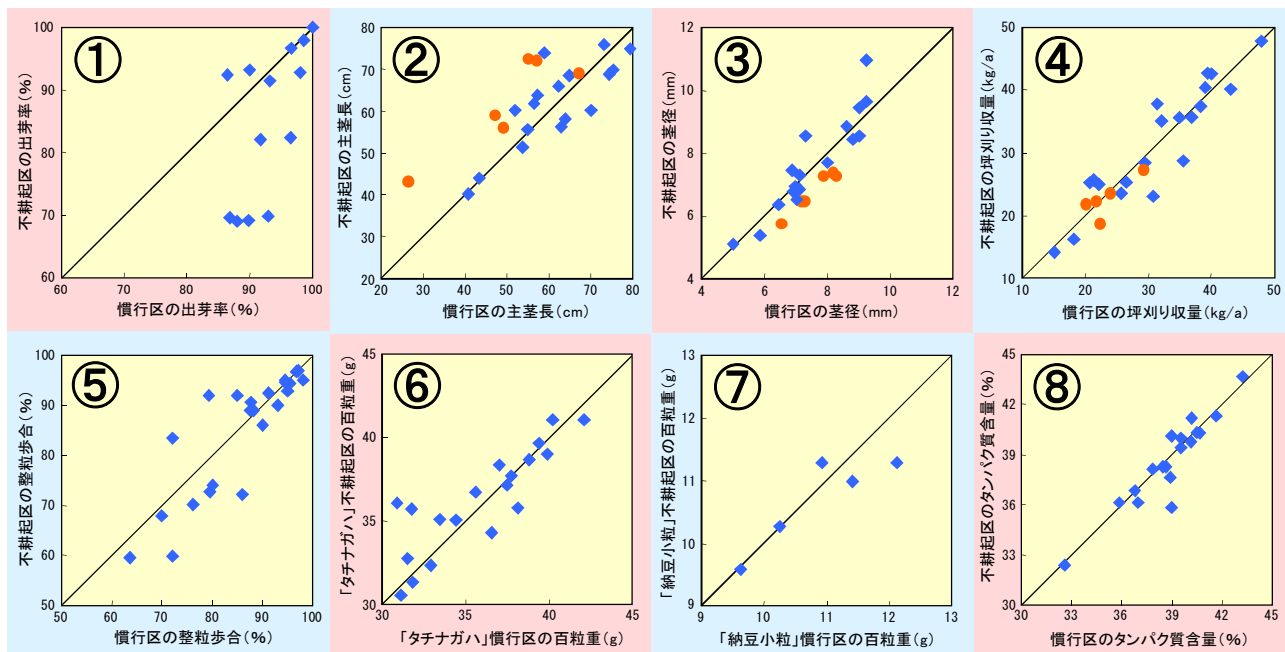 ①
不耕起区の出芽率(%)
100
90
80
70
60
60 70 80 90 100
慣行区の出芽率(%)
②
不耕起区の主茎長(cm)
80
70
60
50
40
30
20
20 30 40 50 60 70 80
慣行区の主茎長(cm)
③
不耕起区の茎径(mm)
12
10
8
6
4
4 6 8 10 12
慣行区の茎径(mm)
④
不耕起区の坪刈り収量(kg/a)
50
40
30
20
10
10 20 30 40 50
慣行区の坪刈り収量(kg/a)
⑤
不耕起区の整粒歩合(%)
100
90
80
70
60
50
50 60 70 80 90 100
慣行区の整粒歩合(%)
⑥
「タチナガハ」不耕起区の百粒重(g)
45
40
35
30
30 35 40 45
「タチナガハ」慣行区の百粒重(g)
⑦
「納豆小粒」不耕起区の百粒重(g)
13
12
11
10
9
9 10 11 12 13
「納豆小粒」慣行区の百粒重(g)
⑧
不耕起区のタンパク質含量(%)
45
42
39
36
33
30
30 33 36 39 42 45
慣行区のタンパク質含量(%)